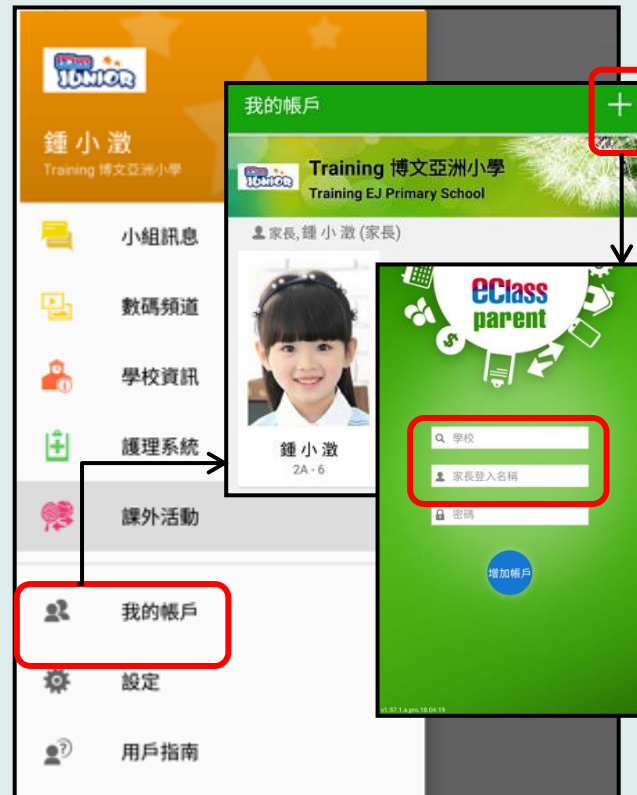 eClass
JUNIOR
鍾 小 澂
Training 博文亞洲小學
小組訊息
數碼頻道
學校資訊
護理系統
課外活動
我的帳戶
設定
用戶指南
我的帳戶
eClass
JUNIOR
Training 博文亞洲小學
Training EJ Primary School
家長,鍾 小 澂 (家長)
鍾 小 澂
2A - 6
eClass
parent
學校
家長登入名稱
密碼
增加帳戶
v1.57.1.a.pro.18.04.19